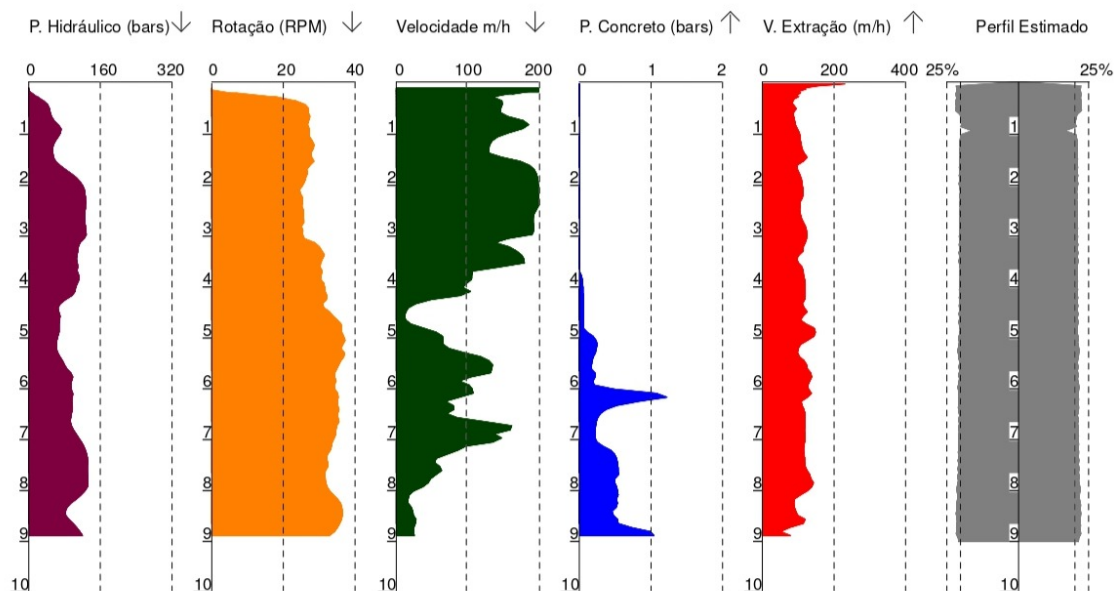 P. Hidráulico (bars) ↓ Rotação (RPM) ↓ Velocidade m/h ↓ P. Concreto (bars) ↑ V. Extração (m/h) ↑ Perfil Estimado
0 160 320 0 20 40 0 100 200 0 1 2 0 200 400 25% 25%
1 1 1 1 1 1
2 2 2 2 2 2
3 3 3 3 3 3
4 4 4 4 4 4
5 5 5 5 5 5
6 6 6 6 6 6
7 7 7 7 7 7
8 8 8 8 8 8
9 9 9 9 9 9
10 10 10 10 10 10